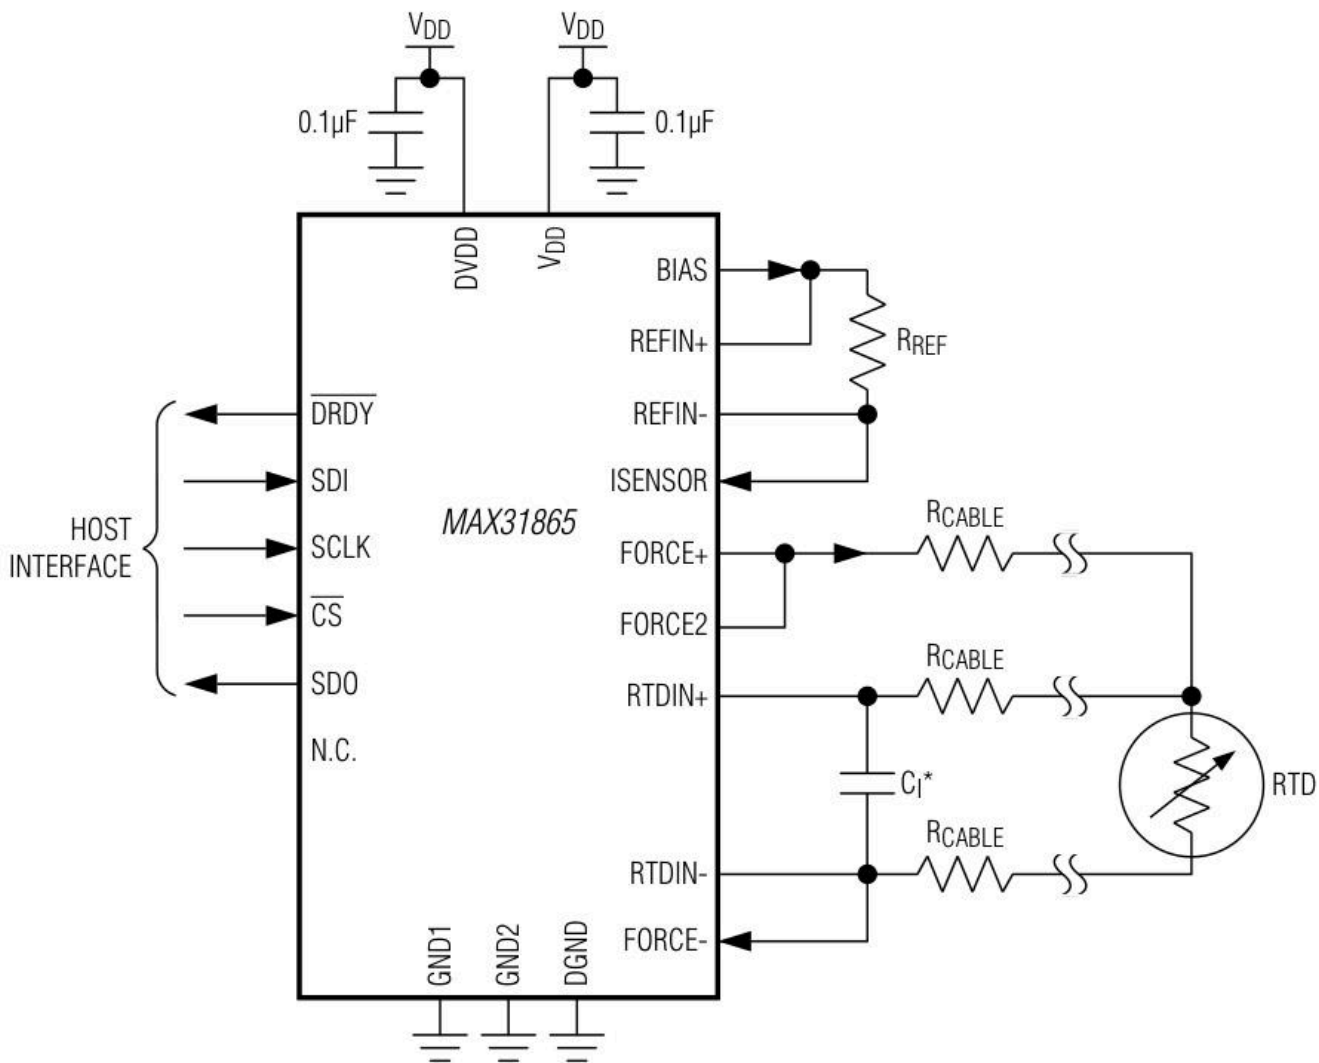 VDD
VDD
0.1µF
0.1µF
DVDD
VDD
BIAS
REFIN+
RREF
DRDY
REFIN-
SDI
ISENSOR
MAX31865
RCABLE
HOST
INTERFACE
SCLK
FORCE+
CS
FORCE2
RCABLE
SDO
RTDIN+
N.C.
CI*
RTD
RCABLE
RTDIN-
FORCE-
GND1
GND2
DGND